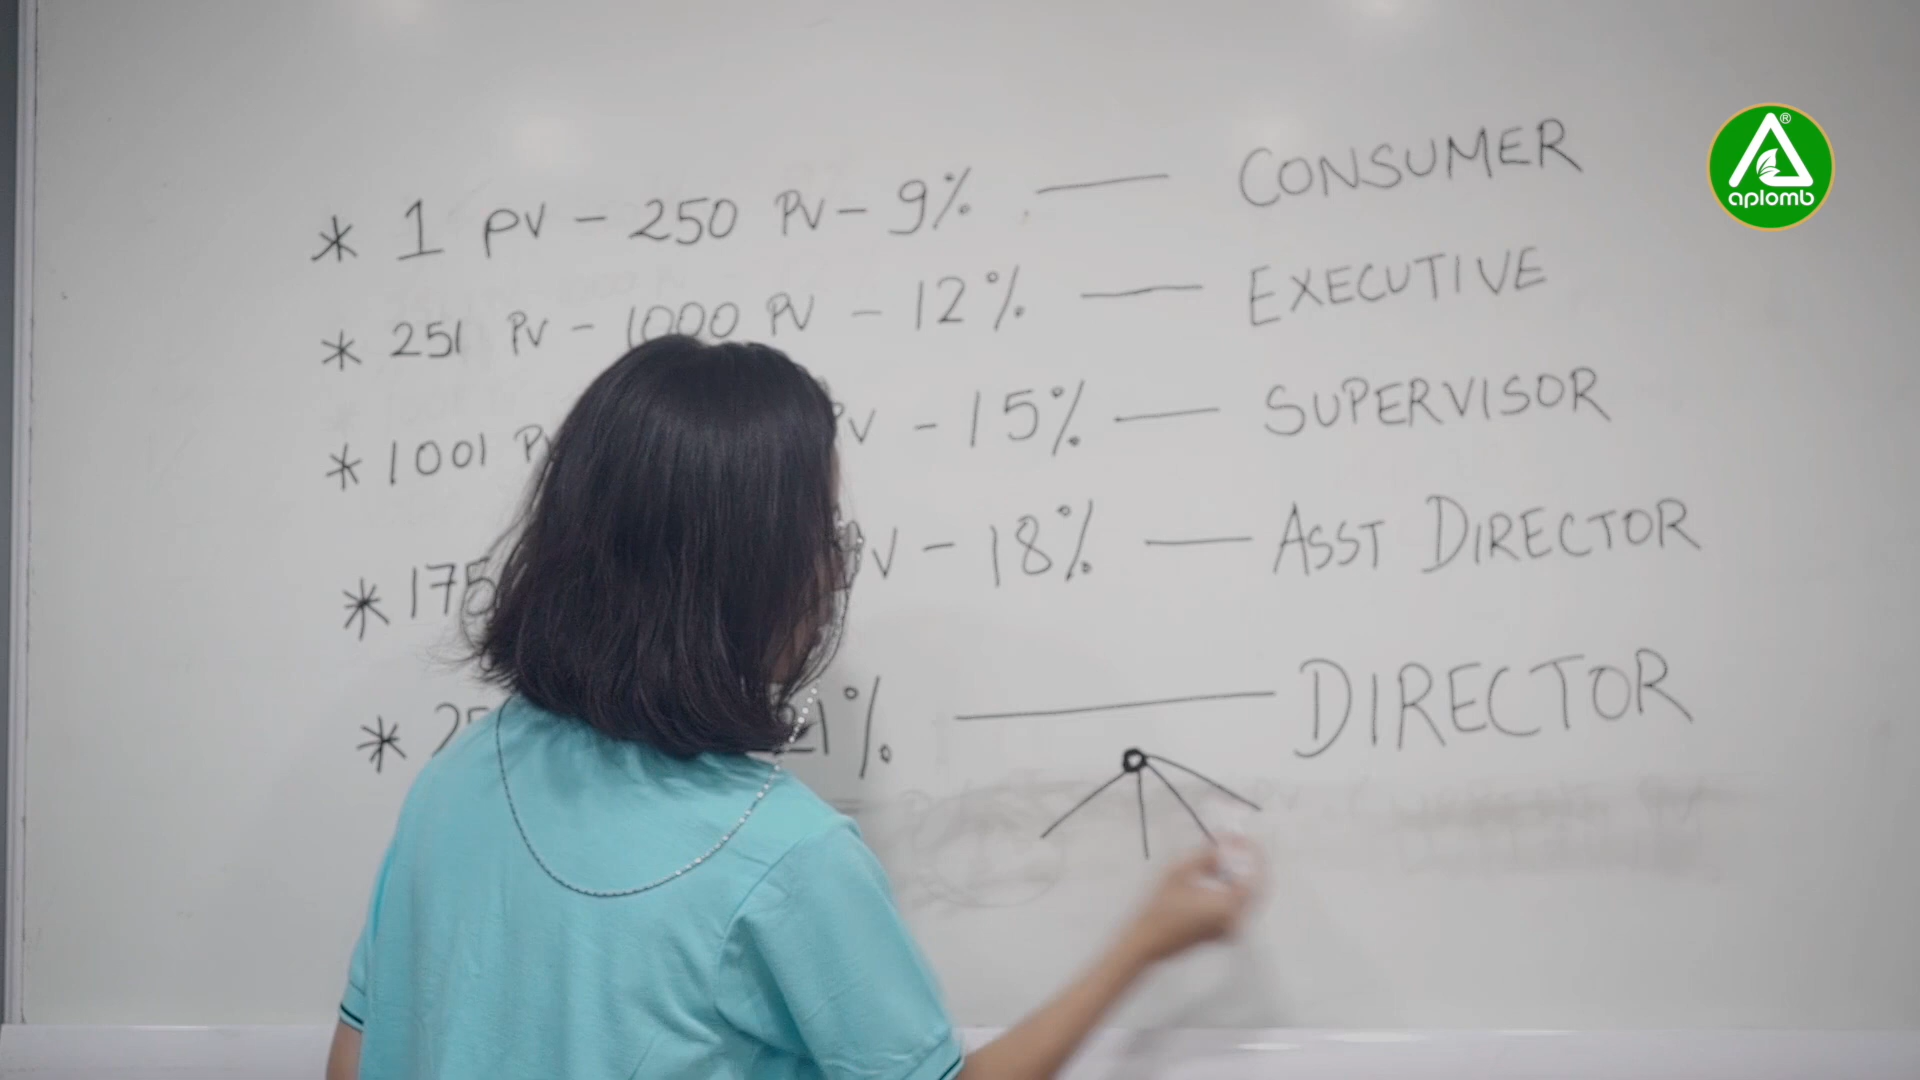 * 1 PV - 250 PV - 9% — CONSUMER
* 251 PV - 1000 PV - 12% — EXECUTIVE
* 1001 PV - 15% — SUPERVISOR
* 18% — ASST DIRECTOR
* 21% — DIRECTOR
aplomb®